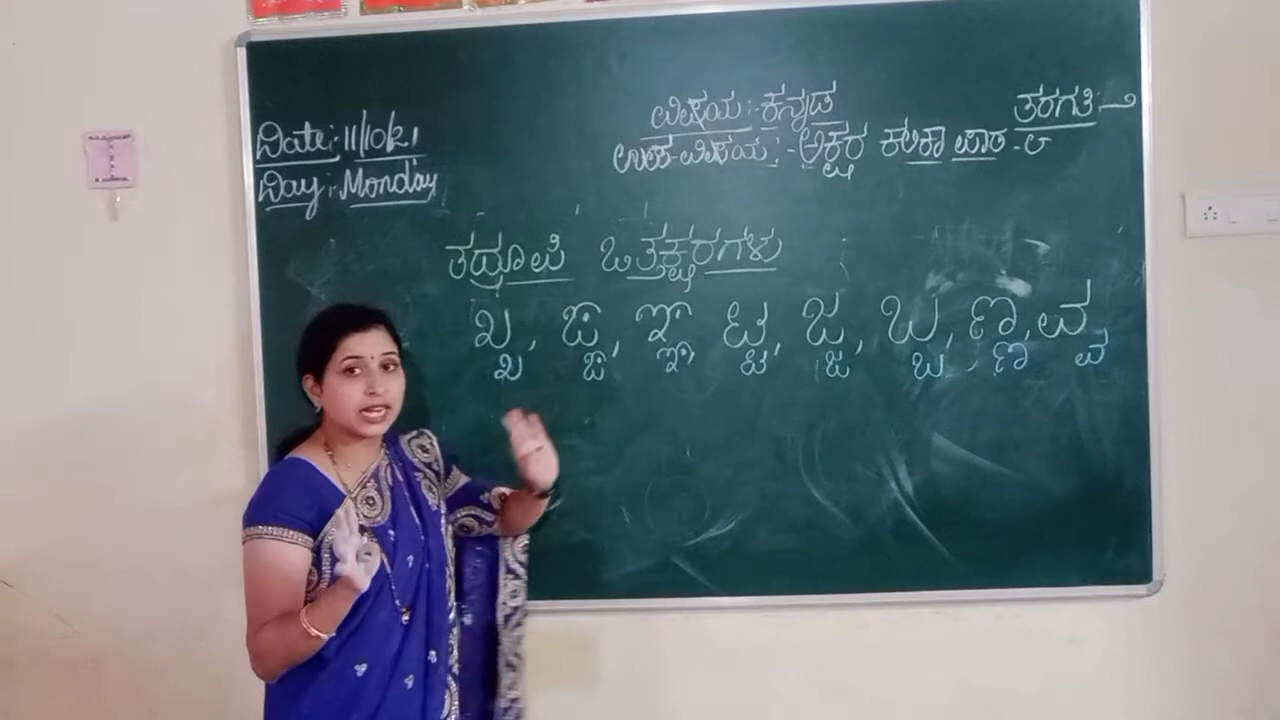 Date:-11/10/21
Day:-Monday
ವಿಷಯ:-ಕನ್ನಡ
ತರಗತಿ:-೨
ಉಪ-ವಿಷಯ:-ಅಕ್ಷರ ಕಲಿಕಾ ಪಾಠ-೮
ತದ್ರೂಪಿ ಒತ್ತಕ್ಷರಗಳು
ಖ್ಖ, ಙ್ಙ, ಞ್ಞ, ಟ್ಟ, ಜ್ಜ, ಬ್ಬ, ಣ್ಣ, ವ್ವ